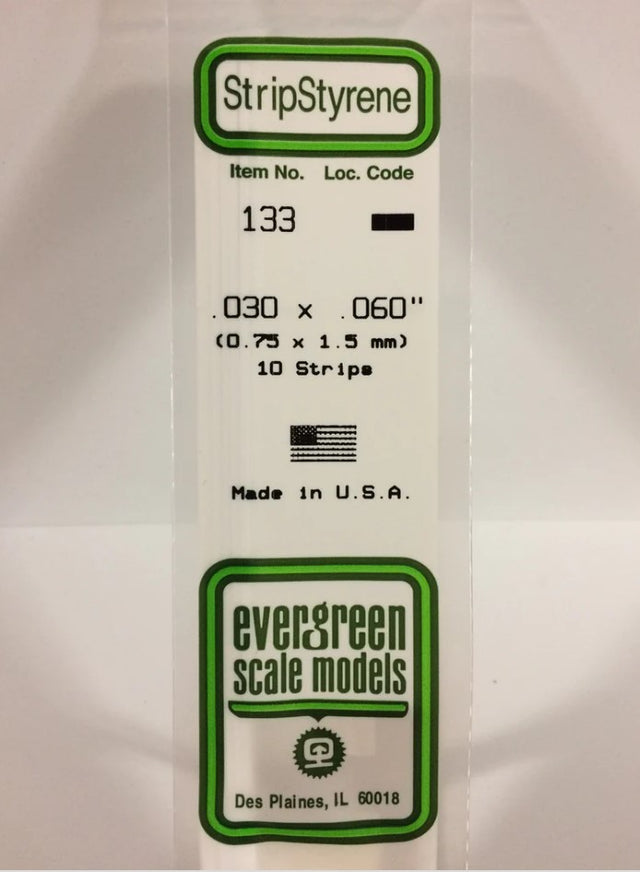 StripStyrene
Item No. Loc. Code
133
.030 x .060"
(0.75 x 1.5 mm)
10 Strips
Made in U.S.A.
evergreen
scale models
Des Plaines, IL 60018